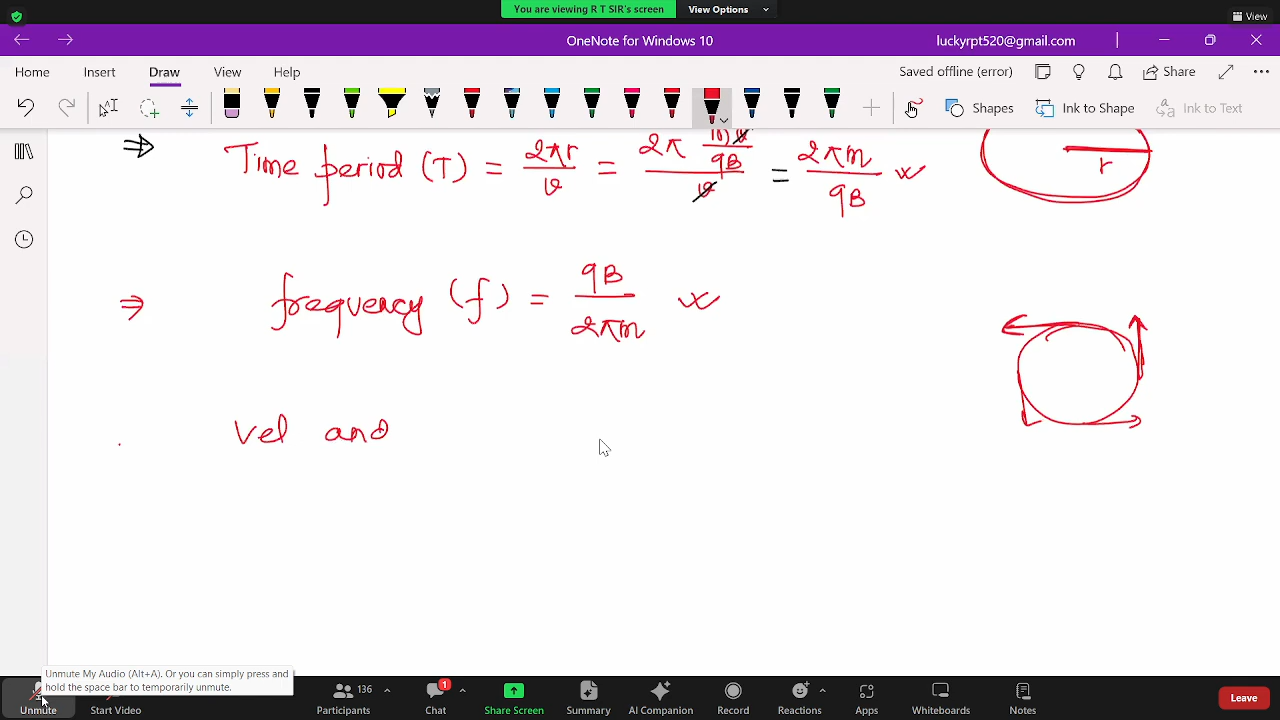 You are viewing R T SIR's screen View Options
View
OneNote for Windows 10 luckyrpt520@gmail.com
Home Insert Draw View Help Saved offline (error) Share
Shapes Ink to Shape Ink to Text
⇒ Time period (T) = 2πr/v = 2π mv/qB / v = 2πm/qB
r
⇒ frequency (f) = qB/2πm
Vel and
Unmute My Audio (Alt+A). Or you can simply press and
hold the space bar to temporarily unmute.
136 1
Unmute Start Video Participants Chat Share Screen Summary AI Companion Record Reactions Apps Whiteboards Notes Leave